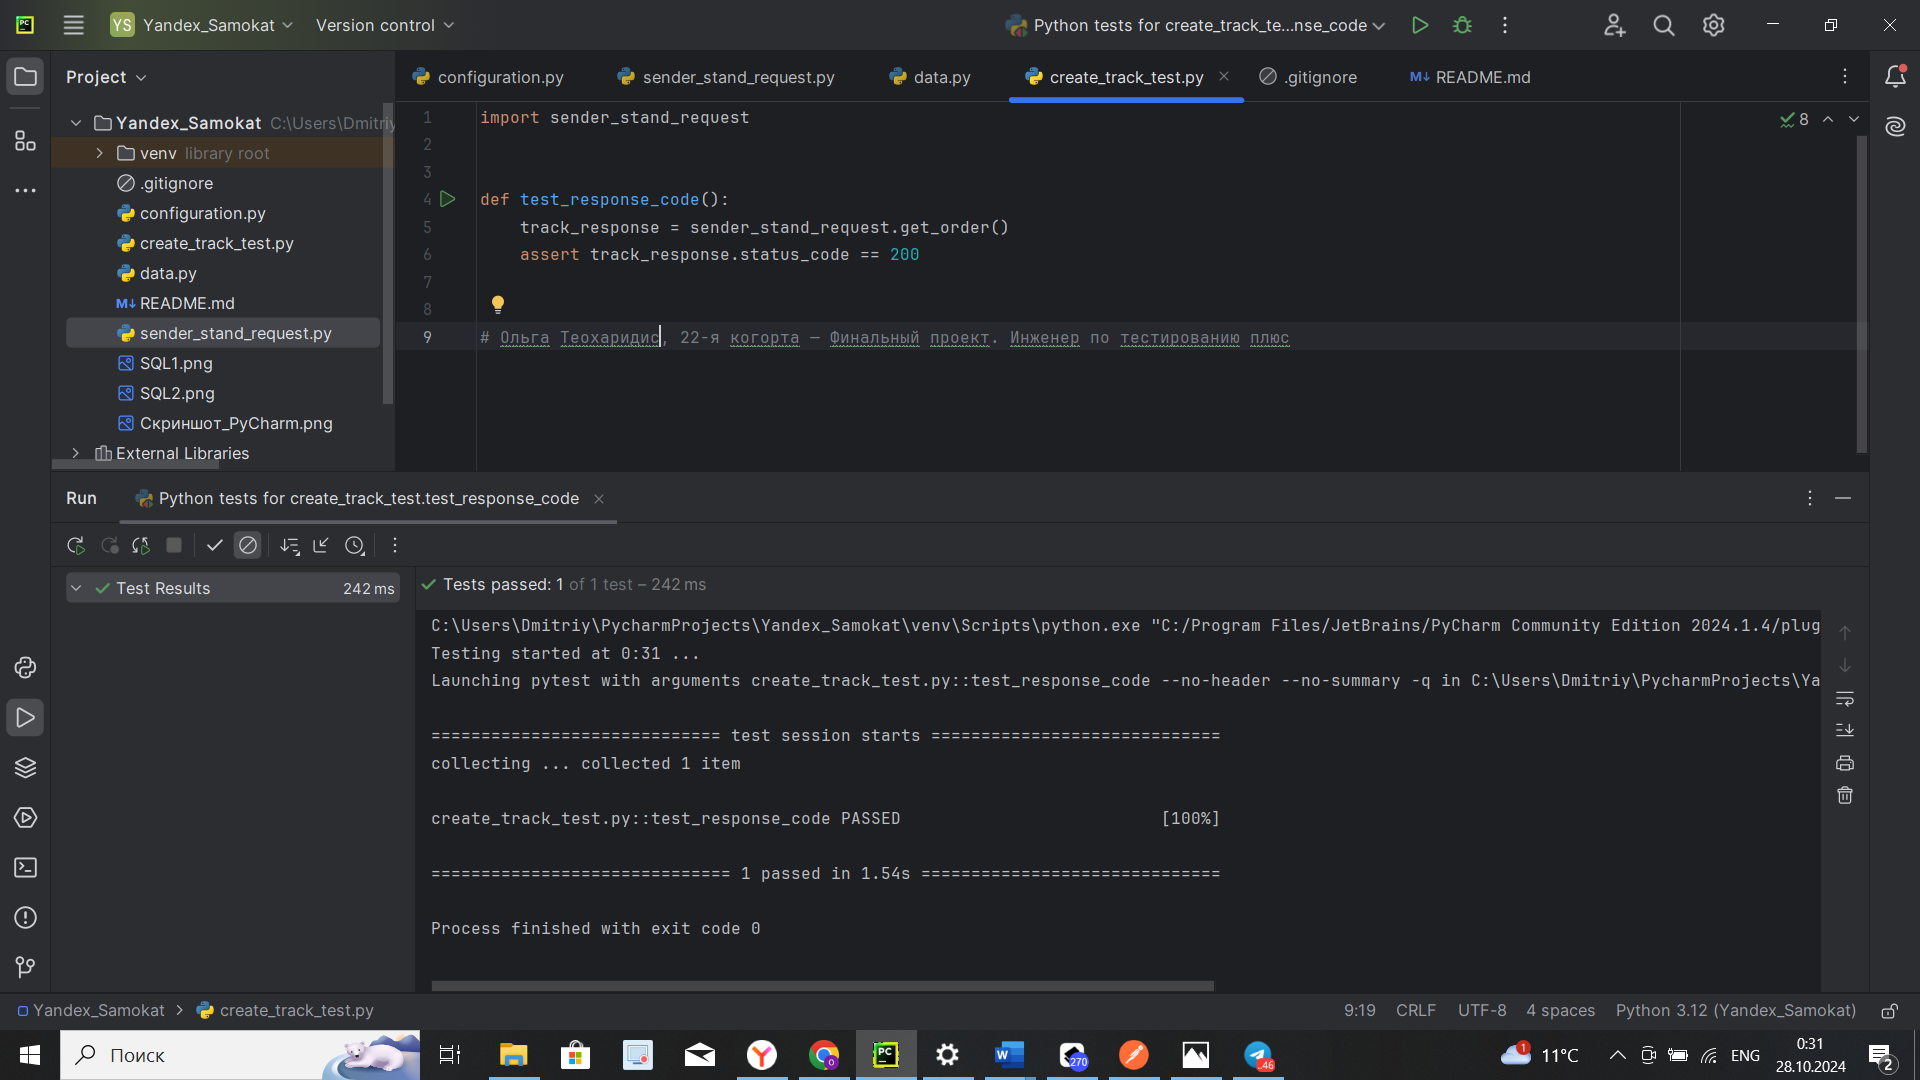 YS Yandex_Samokat Version control Python tests for create_track_te...nse_code
Project
configuration.py sender_stand_request.py data.py create_track_test.py .gitignore README.md
Yandex_Samokat C:\Users\Dmitriy
venv library root
.gitignore
configuration.py
create_track_test.py
data.py
README.md
sender_stand_request.py
SQL1.png
SQL2.png
Скриншот_PyCharm.png
External Libraries
8
1 import sender_stand_request
2
3
4 def test_response_code():
5 track_response = sender_stand_request.get_order()
6 assert track_response.status_code == 200
7
8
9 # Ольга Теохаридис, 22-я когорта — Финальный проект. Инженер по тестированию плюс
Run Python tests for create_track_test.test_response_code
Test Results 242 ms
Tests passed: 1 of 1 test – 242 ms
C:\Users\Dmitriy\PycharmProjects\Yandex_Samokat\venv\Scripts\python.exe "C:/Program Files/JetBrains/PyCharm Community Edition 2024.1.4/plug
Testing started at 0:31 ...
Launching pytest with arguments create_track_test.py::test_response_code --no-header --no-summary -q in C:\Users\Dmitriy\PycharmProjects\Ya
============================= test session starts =============================
collecting ... collected 1 item
create_track_test.py::test_response_code PASSED [100%]
============================== 1 passed in 1.54s ==============================
Process finished with exit code 0
Yandex_Samokat > create_track_test.py 9:19 CRLF UTF-8 4 spaces Python 3.12 (Yandex_Samokat)
Поиск PC 270 46 1 11°C ENG 0:31
28.10.2024 2